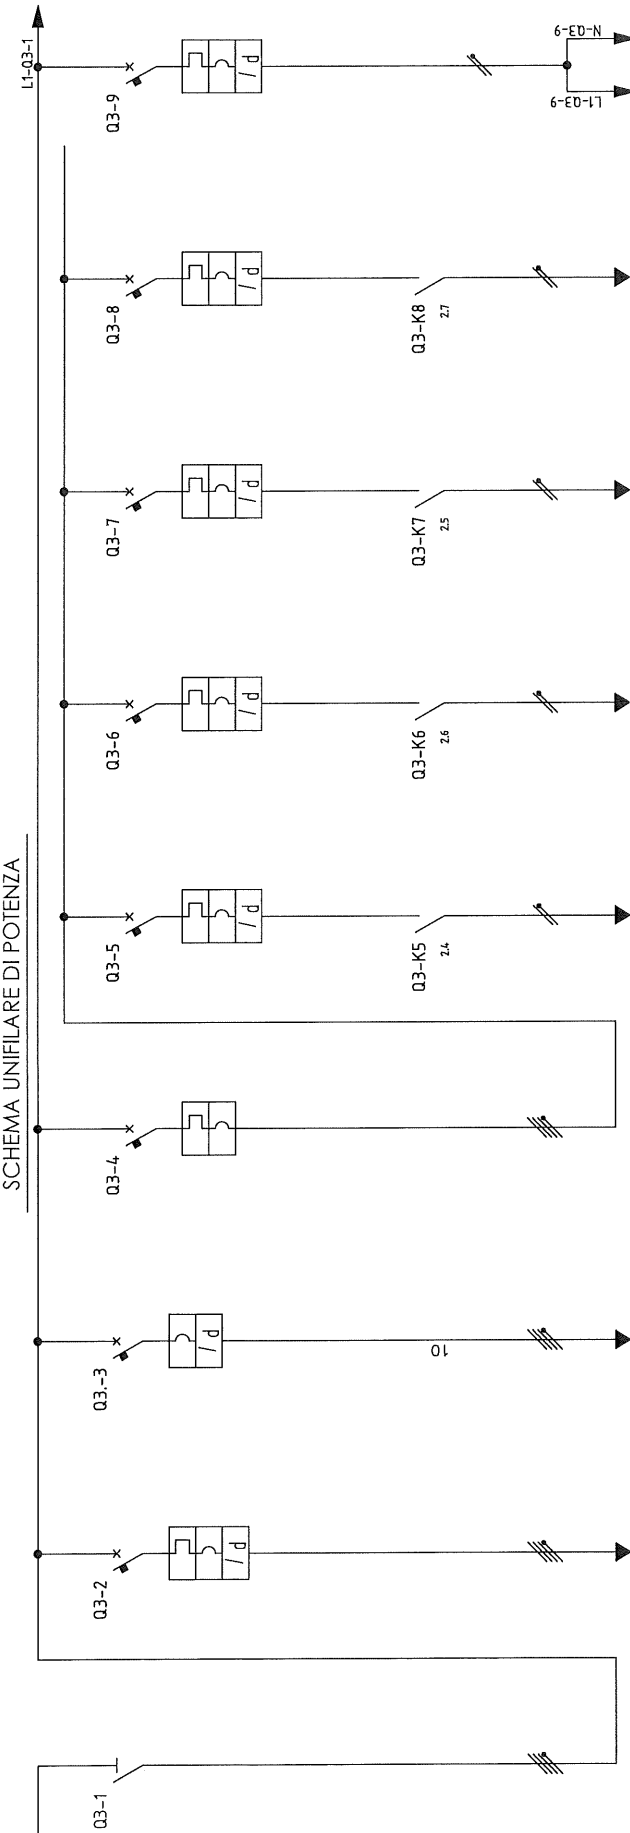 SCHEMA UNIFILARE DI POTENZA
L1-Q3-1
Q3-1
Q3-2
I d
Q3.-3
I d
10
Q3-4
Q3-5
I d
Q3-K5
2.4
Q3-6
I d
Q3-K6
2.6
Q3-7
I d
Q3-K7
2.5
Q3-8
I d
Q3-K8
2.7
Q3-9
I d
N-Q3-9
L1-Q3-9